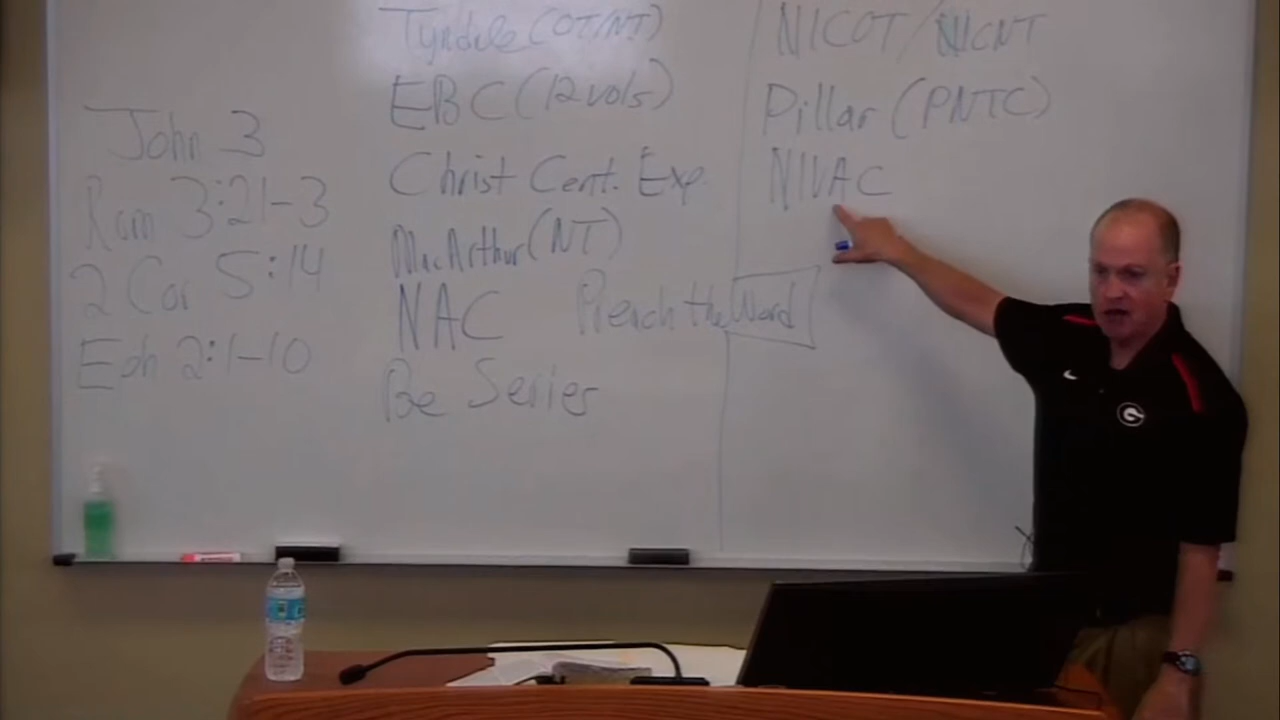 John 3
Rom 3:21-3
2 Cor 5:14
Eph 2:1-10
Tyndale (OT/NT)
EBC (12 vols)
Christ Cent. Exp.
MacArthur (NT)
NAC
Preach the Word
Be Series
NICOT / NICNT
Pillar (PNTC)
NIVAC
G